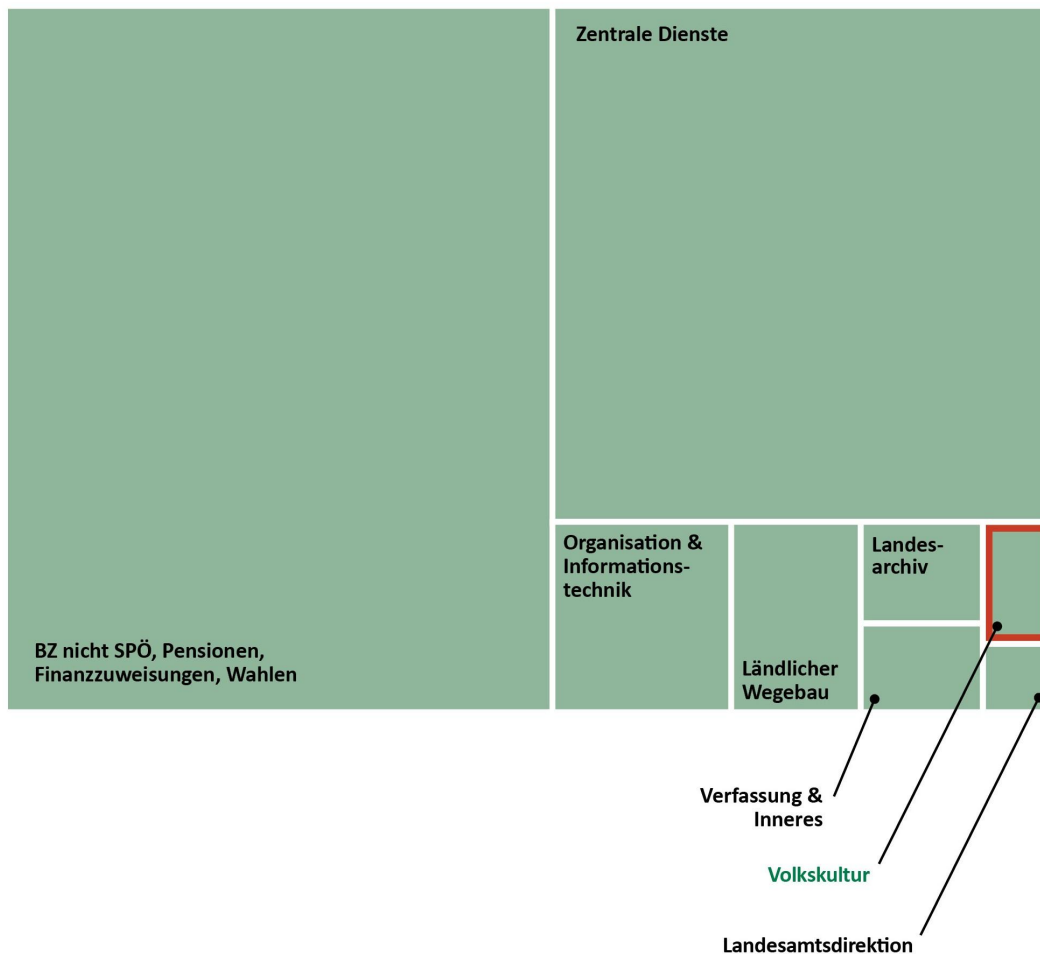 Zentrale Dienste
BZ nicht SPÖ, Pensionen,
Finanzzuweisungen, Wahlen
Organisation &
Informations-
technik
Ländlicher
Wegebau
Landes-
archiv
Verfassung &
Inneres
Volkskultur
Landesamtsdirektion